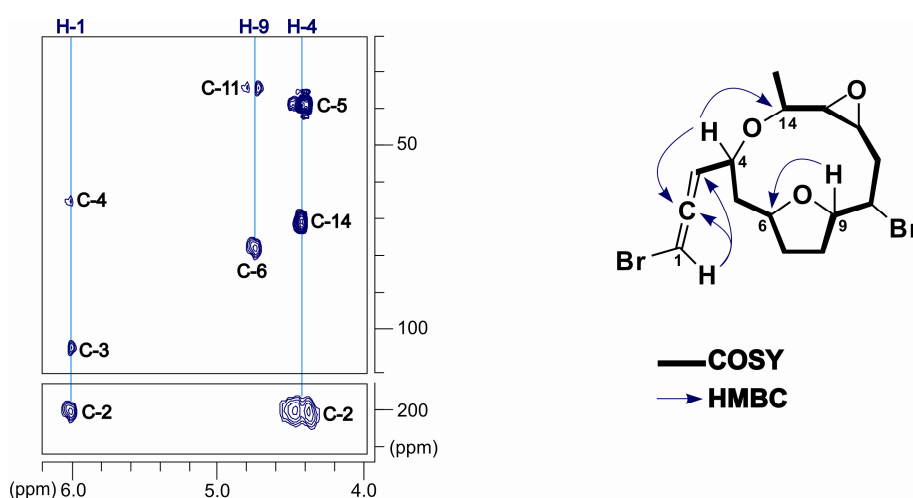 H-1 H-9 H-4
C-11
C-5
50
C-4
C-14
C-6
100
C-3
C-2
C-2
200
(ppm)
(ppm) 6.0 5.0 4.0
O
O 14
H
4
H
O
C 6 9
Br
1
Br
H
COSY
HMBC